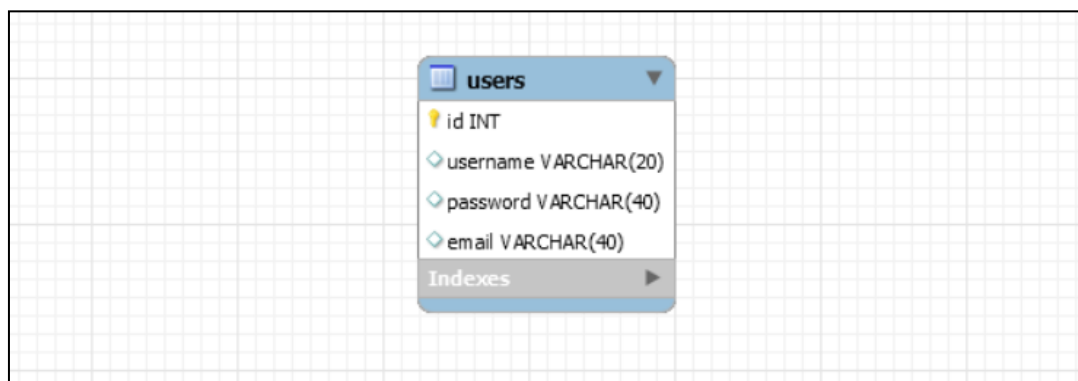 users
id INT
username VARCHAR(20)
password VARCHAR(40)
email VARCHAR(40)
Indexes